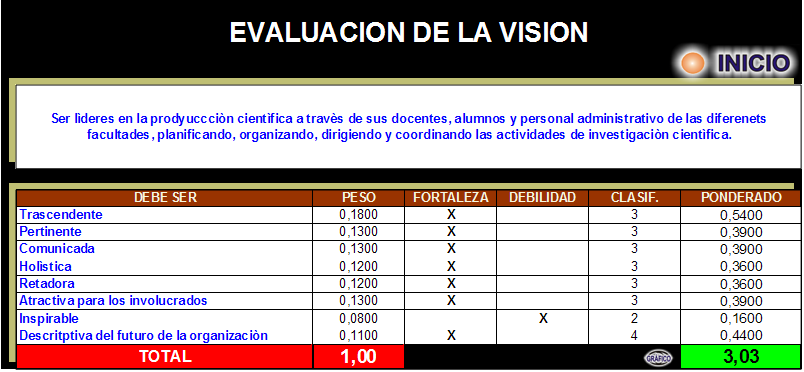 EVALUACION DE LA VISION
INICIO
Ser lideres en la prodyuccciòn cientifica a travès de sus docentes, alumnos y personal administrativo de las diferenets
facultades, planificando, organizando, dirigiendo y coordinando las actividades de investigaciòn cientifica.
DEBE SER PESO FORTALEZA DEBILIDAD CLASIF. PONDERADO
Trascendente 0,1800 X 3 0,5400
Pertinente 0,1300 X 3 0,3900
Comunicada 0,1300 X 3 0,3900
Holistica 0,1200 X 3 0,3600
Retadora 0,1200 X 3 0,3600
Atractiva para los involucrados 0,1300 X 3 0,3900
Inspirable 0,0800 X 2 0,1600
Descritptiva del futuro de la organizaciòn 0,1100 X 4 0,4400
TOTAL 1,00 GRÁFICO 3,03